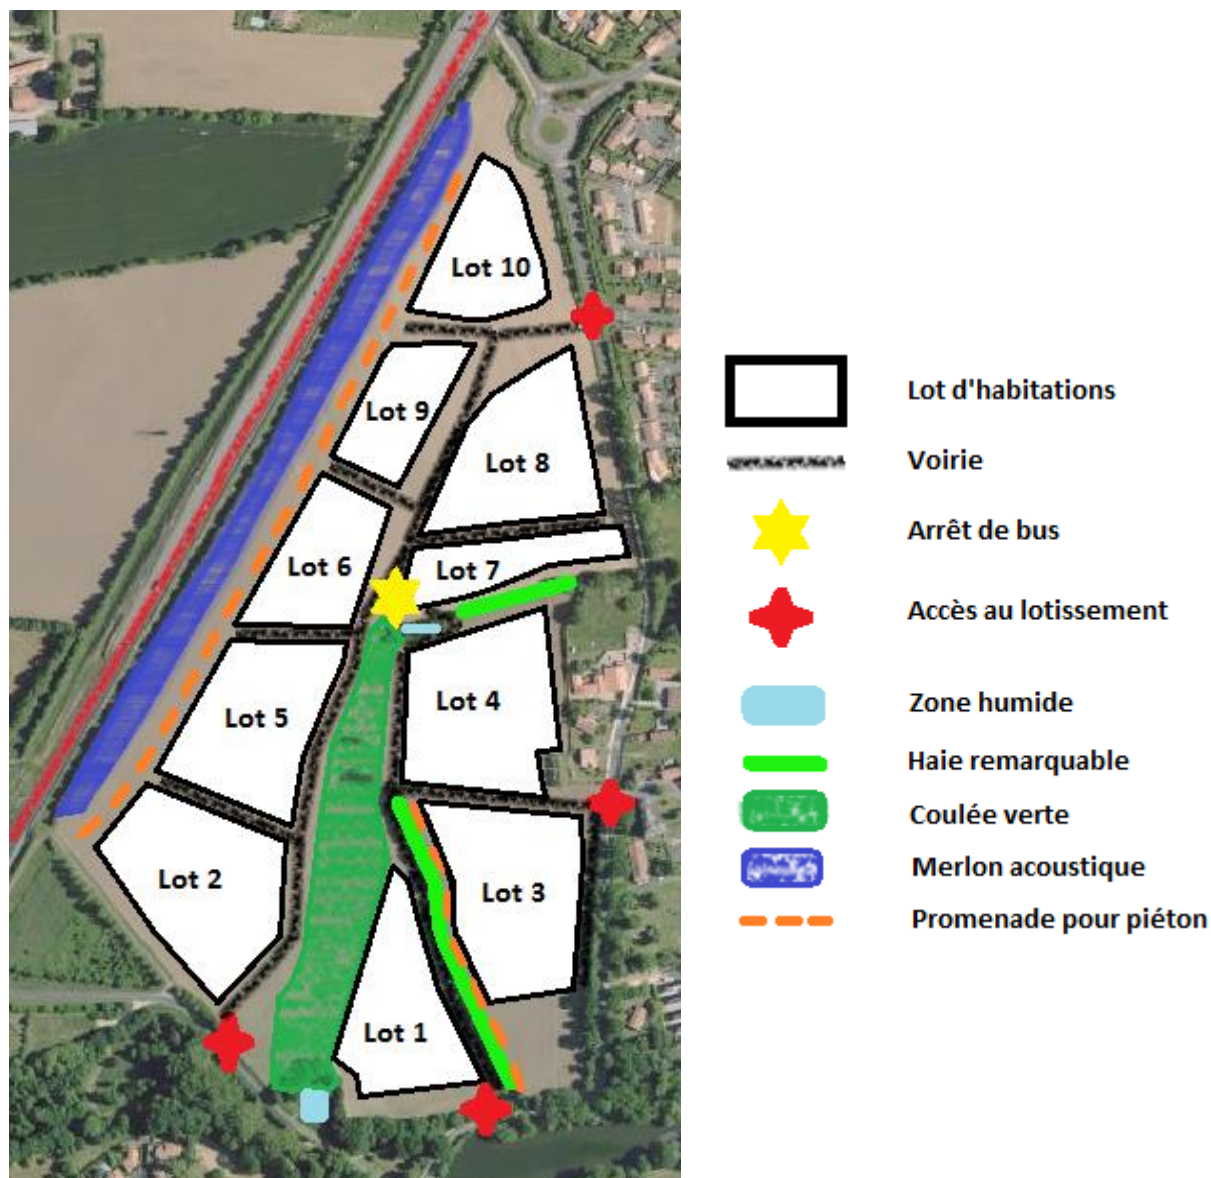 Lot 10
Lot 9
Lot 8
Lot 6
Lot 7
Lot 5
Lot 4
Lot 2
Lot 3
Lot 1
Lot d'habitations
Voirie
Arrêt de bus
Accès au lotissement
Zone humide
Haie remarquable
Coulée verte
Merlon acoustique
Promenade pour piéton